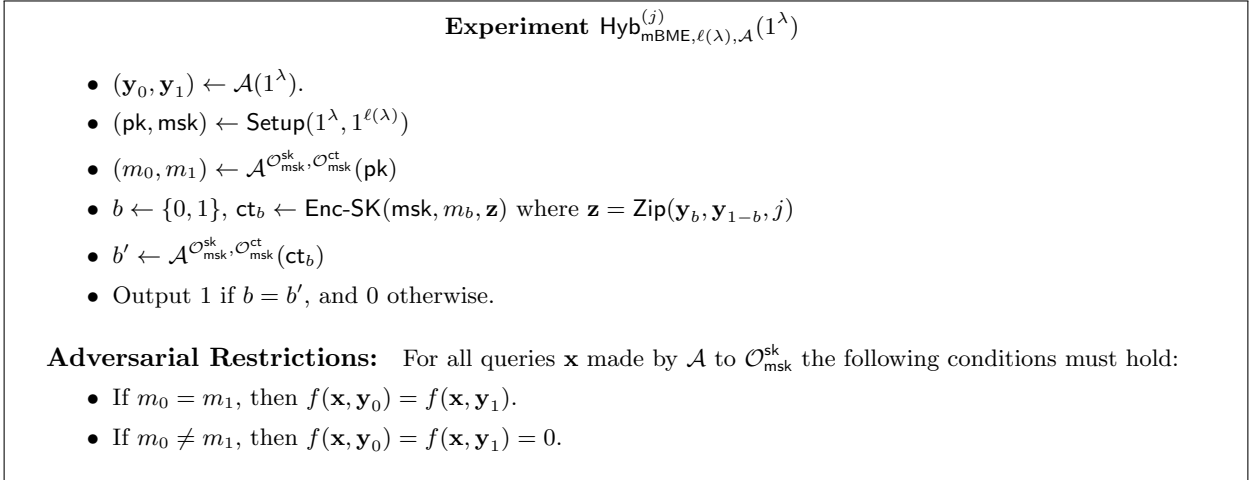 Experiment Hyb^{(j)}_{mBME,ℓ(λ),𝒜}(1^λ)
• (𝐲_0, 𝐲_1) ← 𝒜(1^λ).
• (pk, msk) ← Setup(1^λ, 1^{ℓ(λ)})
• (m_0, m_1) ← 𝒜^{𝒪^{sk}_{msk}, 𝒪^{ct}_{msk}}(pk)
• b ← {0, 1}, ct_b ← Enc-SK(msk, m_b, 𝐳) where 𝐳 = Zip(𝐲_b, 𝐲_{1−b}, j)
• b′ ← 𝒜^{𝒪^{sk}_{msk}, 𝒪^{ct}_{msk}}(ct_b)
• Output 1 if b = b′, and 0 otherwise.
Adversarial Restrictions: For all queries 𝐱 made by 𝒜 to 𝒪^{sk}_{msk} the following conditions must hold:
• If m_0 = m_1, then f(𝐱, 𝐲_0) = f(𝐱, 𝐲_1).
• If m_0 ≠ m_1, then f(𝐱, 𝐲_0) = f(𝐱, 𝐲_1) = 0.